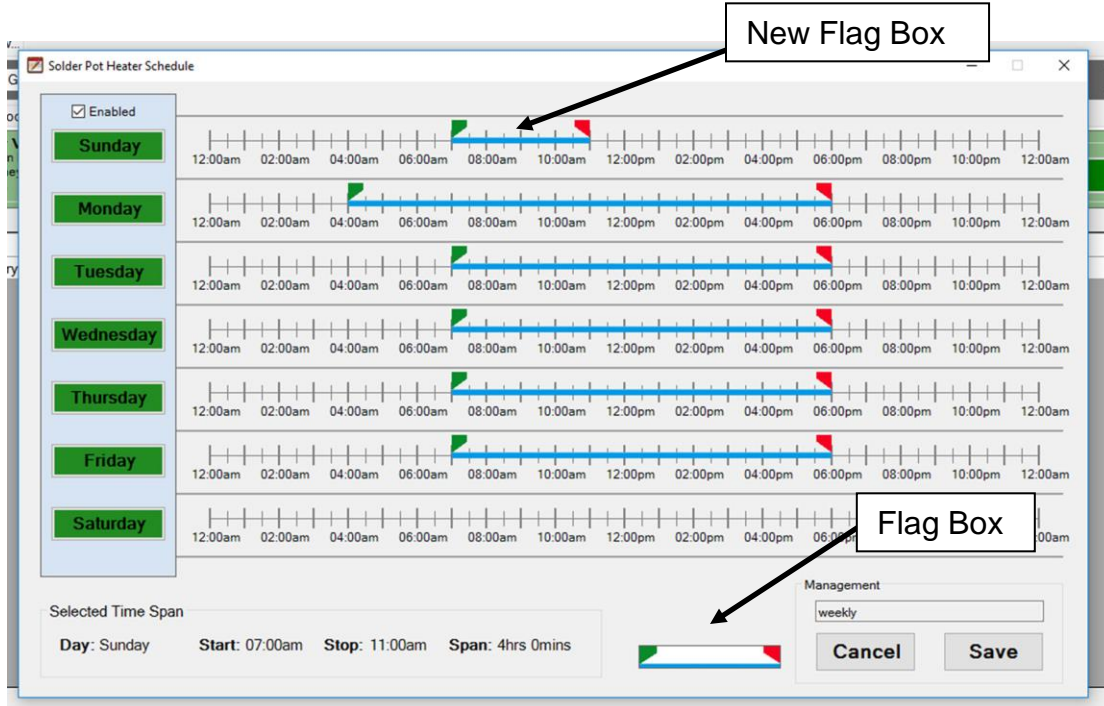 New Flag Box
Solder Pot Heater Schedule
Enabled
Sunday
12:00am 02:00am 04:00am 06:00am 08:00am 10:00am 12:00pm 02:00pm 04:00pm 06:00pm 08:00pm 10:00pm 12:00am
Monday
12:00am 02:00am 04:00am 06:00am 08:00am 10:00am 12:00pm 02:00pm 04:00pm 06:00pm 08:00pm 10:00pm 12:00am
Tuesday
12:00am 02:00am 04:00am 06:00am 08:00am 10:00am 12:00pm 02:00pm 04:00pm 06:00pm 08:00pm 10:00pm 12:00am
Wednesday
12:00am 02:00am 04:00am 06:00am 08:00am 10:00am 12:00pm 02:00pm 04:00pm 06:00pm 08:00pm 10:00pm 12:00am
Thursday
12:00am 02:00am 04:00am 06:00am 08:00am 10:00am 12:00pm 02:00pm 04:00pm 06:00pm 08:00pm 10:00pm 12:00am
Friday
12:00am 02:00am 04:00am 06:00am 08:00am 10:00am 12:00pm 02:00pm 04:00pm 06:00pm 08:00pm 10:00pm 12:00am
Saturday
12:00am 02:00am 04:00am 06:00am 08:00am 10:00am 12:00pm 02:00pm 04:00pm
Flag Box
Selected Time Span
Day: Sunday Start: 07:00am Stop: 11:00am Span: 4hrs 0mins
Management
weekly
Cancel Save